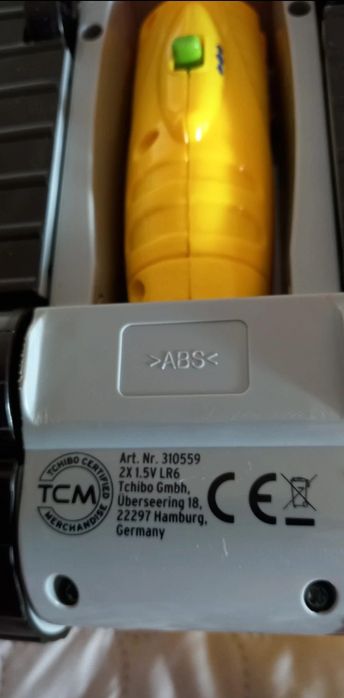 >ABS<
TCHIBO CERTIFIED
TCM
MERCHANDISE
Art. Nr. 310559
2X 1.5V LR6
Tchibo Gmbh,
Überseering 18,
22297 Hamburg,
Germany
CE